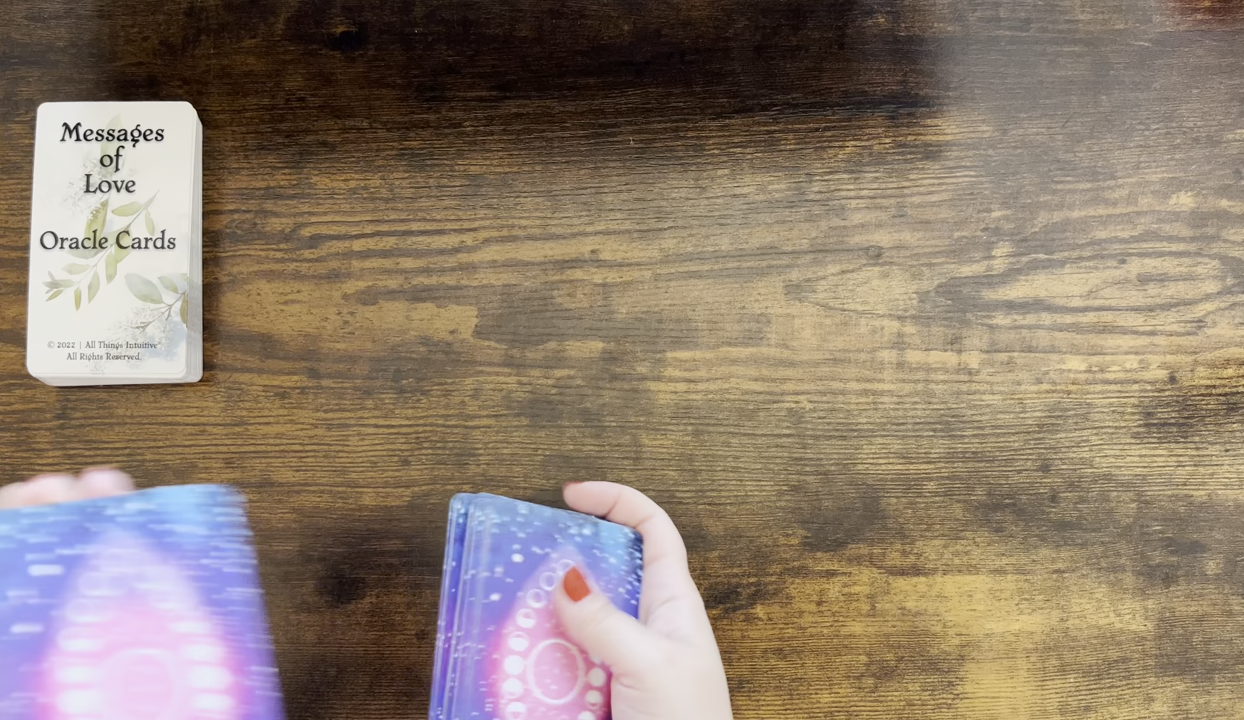 Messages
of
Love
Oracle Cards
© 2022 | All Things Intuitive
All Rights Reserved.